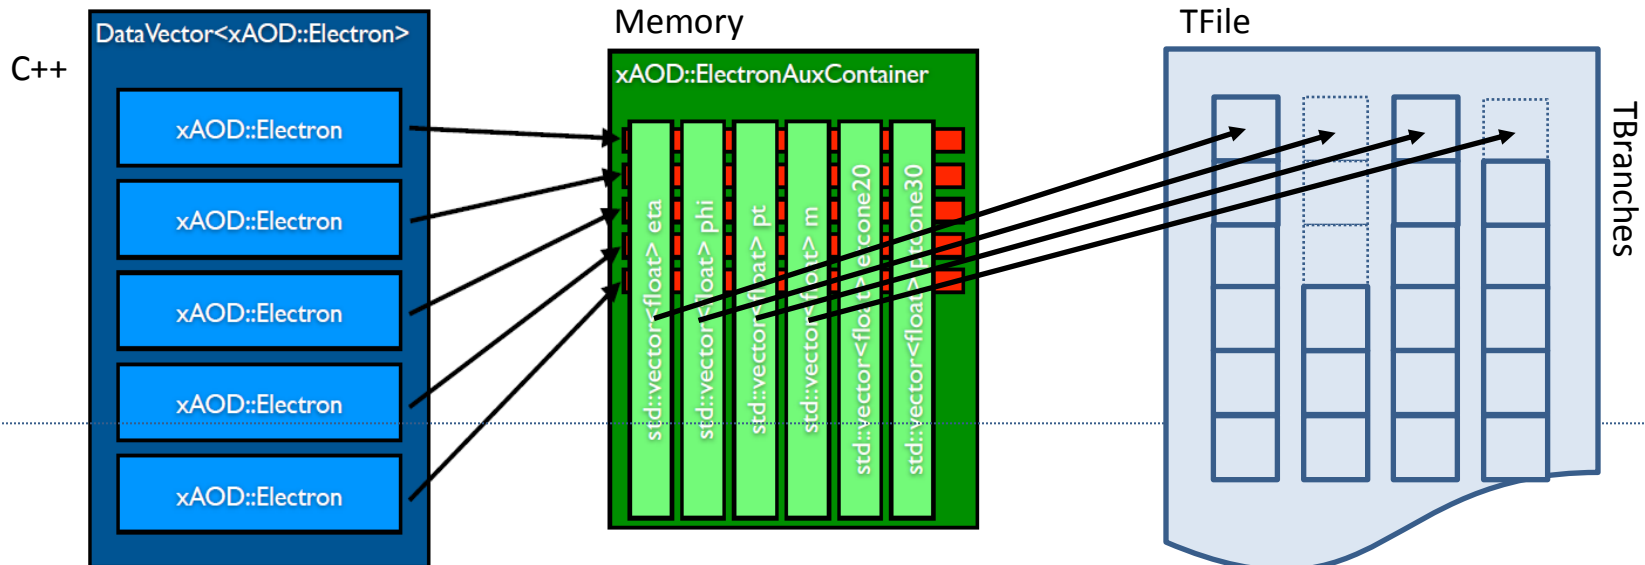 C++
DataVector<xAOD::Electron>
xAOD::Electron
xAOD::Electron
xAOD::Electron
xAOD::Electron
xAOD::Electron
Memory
xAOD::ElectronAuxContainer
std::vector<float> eta
std::vector<float> phi
std::vector<float> pt
std::vector<float> m
std::vector<float> etcone20
std::vector<float> ptcone30
TFile
TBranches